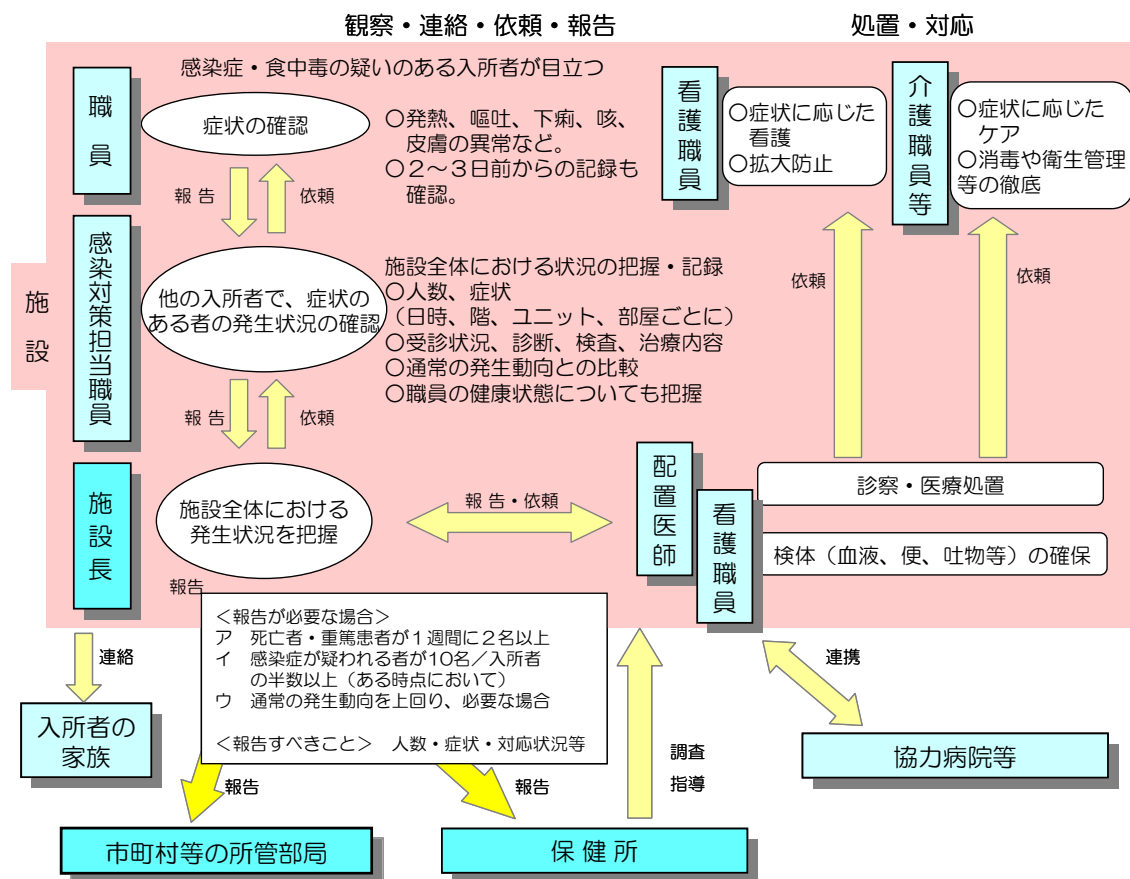 観察・連絡・依頼・報告
処置・対応
施設
職員
感染症・食中毒の疑いのある入所者が目立つ
症状の確認
○発熱、嘔吐、下痢、咳、
皮膚の異常など。
○２～３日前からの記録も
確認。
報告
依頼
感染対策担当職員
他の入所者で、症状の
ある者の発生状況の確認
施設全体における状況の把握・記録
○人数、症状
（日時、階、ユニット、部屋ごとに）
○受診状況、診断、検査、治療内容
○通常の発生動向との比較
○職員の健康状態についても把握
報告
依頼
施設長
施設全体における
発生状況を把握
報告・依頼
看護職員
○症状に応じた
看護
○拡大防止
介護職員等
○症状に応じた
ケア
○消毒や衛生管理
等の徹底
依頼
依頼
配置医師
看護職員
診察・医療処置
検体（血液、便、吐物等）の確保
報告
＜報告が必要な場合＞
ア　死亡者・重篤患者が１週間に２名以上
イ　感染症が疑われる者が10名／入所者
の半数以上（ある時点において）
ウ　通常の発生動向を上回り、必要な場合
＜報告すべきこと＞　人数・症状・対応状況等
連絡
入所者の
家族
報告
報告
調査
指導
連携
協力病院等
市町村等の所管部局
保健所